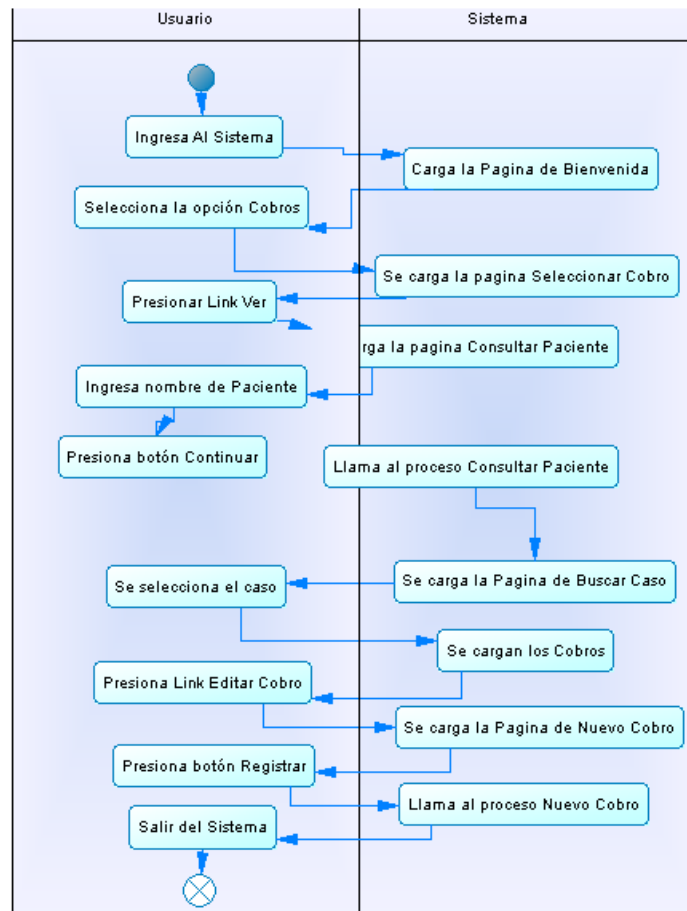 Usuario
Sistema
Ingresa Al Sistema
Carga la Pagina de Bienvenida
Selecciona la opción Cobros
Se carga la pagina Seleccionar Cobro
Presionar Link Ver
rga la pagina Consultar Paciente
Ingresa nombre de Paciente
Presiona botón Continuar
Llama al proceso Consultar Paciente
Se carga la Pagina de Buscar Caso
Se selecciona el caso
Se cargan los Cobros
Presiona Link Editar Cobro
Se carga la Pagina de Nuevo Cobro
Presiona botón Registrar
Llama al proceso Nuevo Cobro
Salir del Sistema